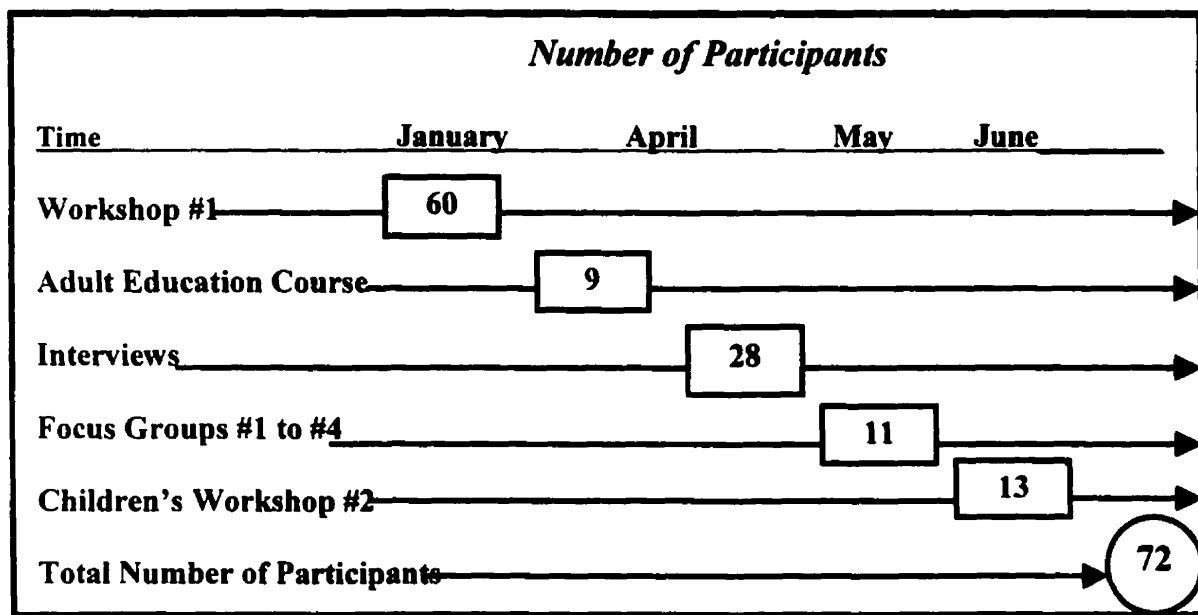 Number of Participants
Time January April May June
Workshop #1 60
Adult Education Course 9
Interviews 28
Focus Groups #1 to #4 11
Children's Workshop #2 13
Total Number of Participants 72